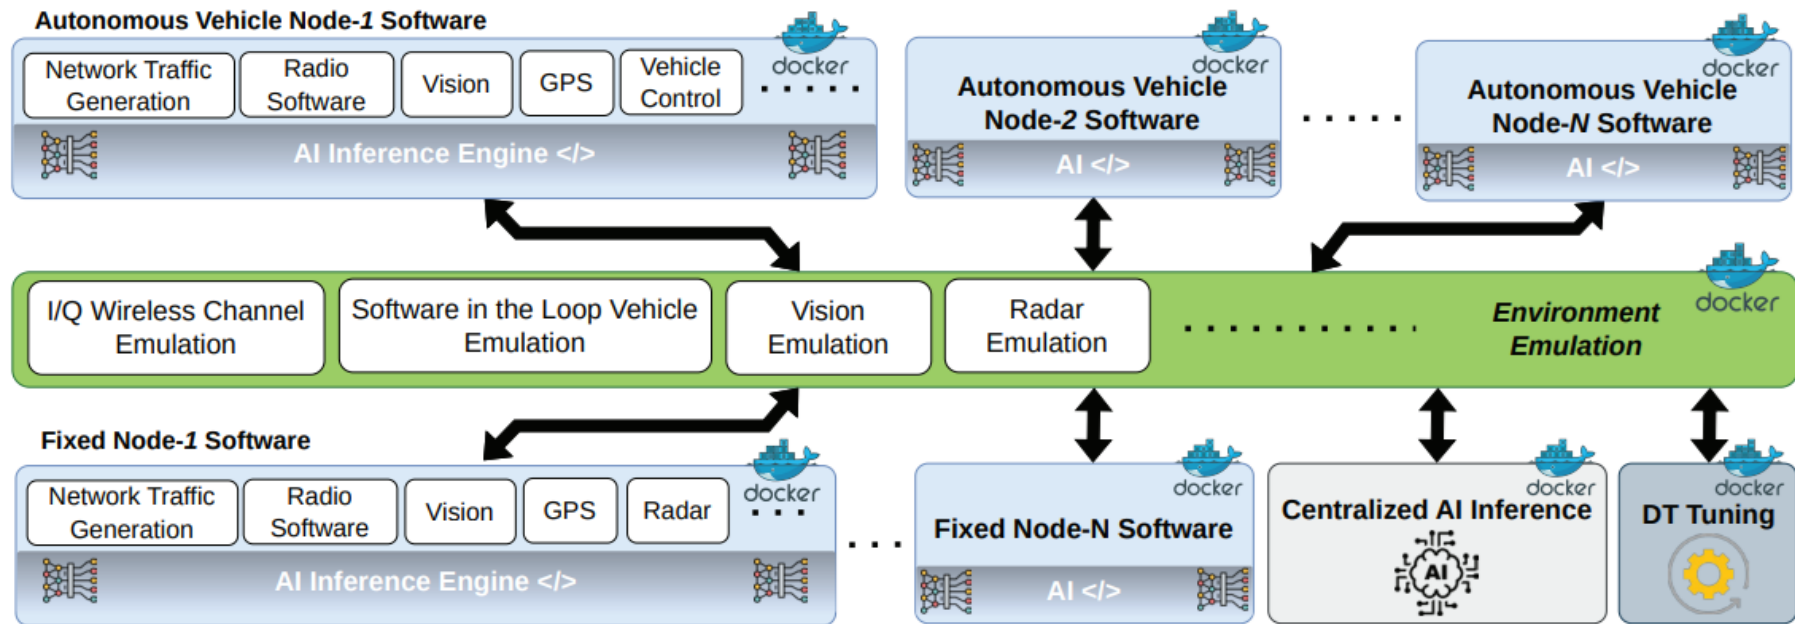 Autonomous Vehicle Node-1 Software
docker
Network Traffic
Generation
Radio
Software
Vision
GPS
Vehicle
Control
AI Inference Engine </>
docker
Autonomous Vehicle
Node-2 Software
AI </>
docker
Autonomous Vehicle
Node-N Software
AI </>
I/Q Wireless Channel
Emulation
Software in the Loop Vehicle
Emulation
Vision
Emulation
Radar
Emulation
Environment
Emulation
docker
Fixed Node-1 Software
docker
Network Traffic
Generation
Radio
Software
Vision
GPS
Radar
AI Inference Engine </>
docker
Fixed Node-N Software
AI </>
docker
Centralized AI Inference
AI
docker
DT Tuning